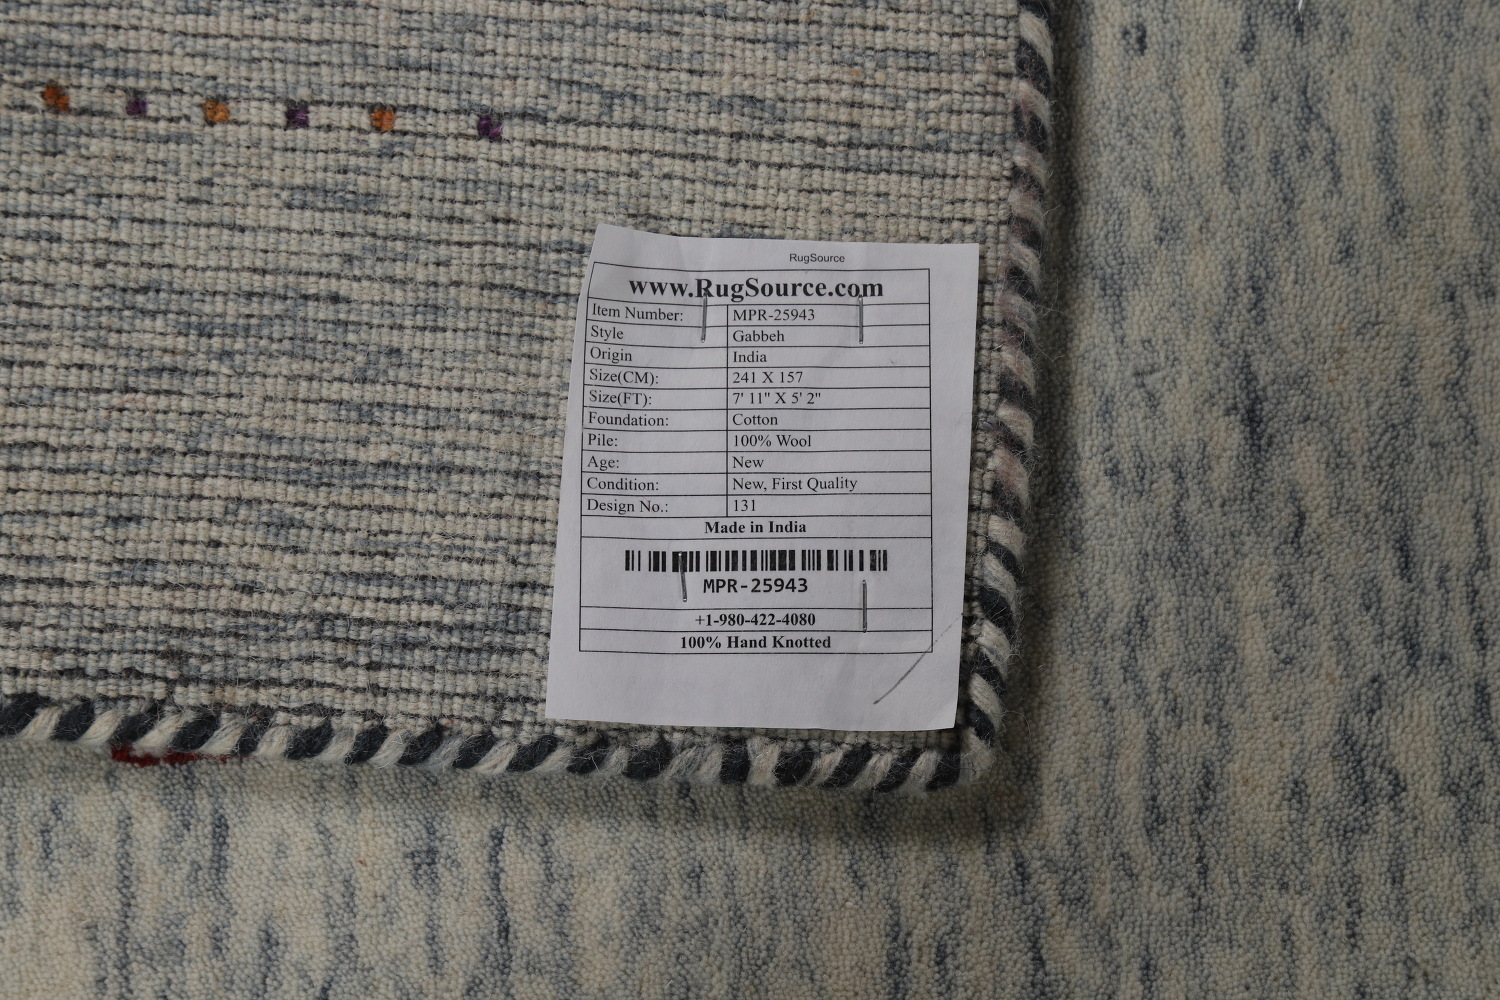 RugSource
www.RugSource.com
Item Number: MPR-25943
Style Gabbeh
Origin India
Size(CM): 241 X 157
Size(FT): 7' 11" X 5' 2"
Foundation: Cotton
Pile: 100% Wool
Age: New
Condition: New, First Quality
Design No.: 131
Made in India
MPR-25943
+1-980-422-4080
100% Hand Knotted